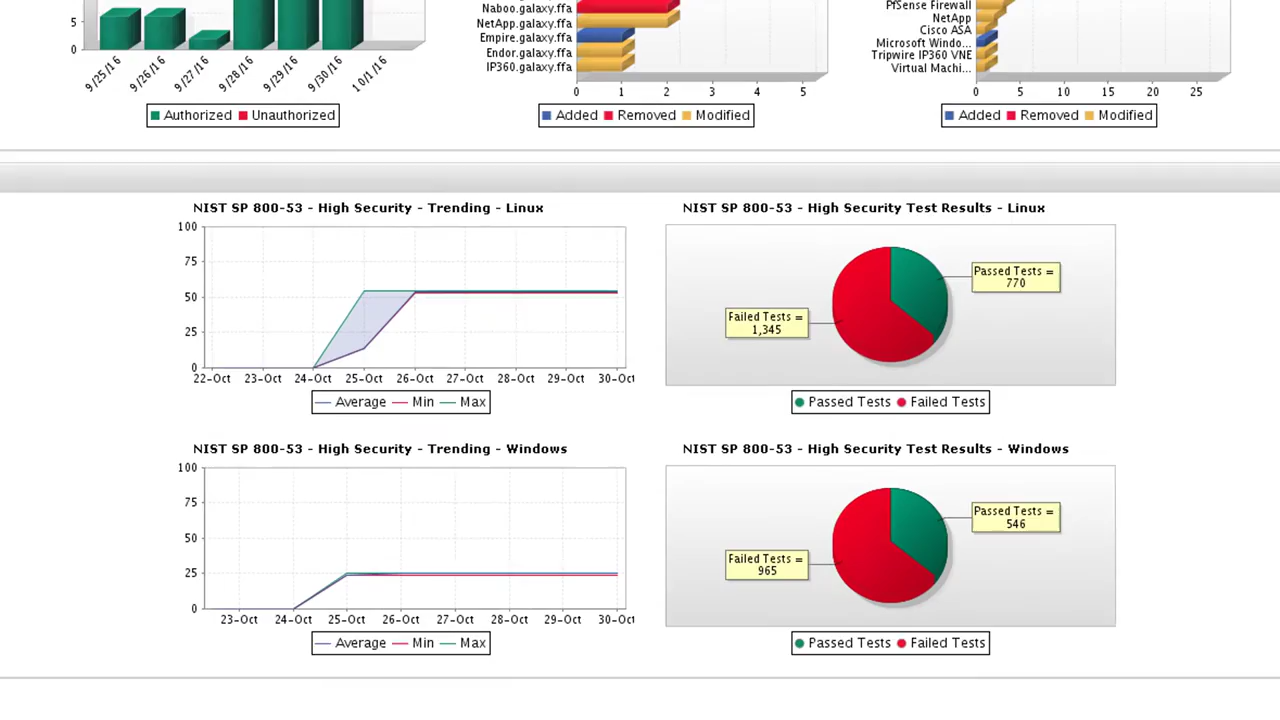 5
0
9/25/16
9/26/16
9/27/16
9/28/16
9/29/16
9/30/16
10/1/16
Authorized Unauthorized
Naboo.galaxy.ffa
NetApp.galaxy.ffa
Empire.galaxy.ffa
Endor.galaxy.ffa
IP360.galaxy.ffa
0 1 2 3 4 5
Added Removed Modified
PfSense Firewall
NetApp
Cisco ASA
Microsoft Windo...
Tripwire IP360 VNE
Virtual Machi...
0 5 10 15 20 25
Added Removed Modified
NIST SP 800-53 - High Security - Trending - Linux
100
75
50
25
0
22-Oct 23-Oct 24-Oct 25-Oct 26-Oct 27-Oct 28-Oct 29-Oct 30-Oct
Average Min Max
NIST SP 800-53 - High Security Test Results - Linux
Passed Tests =
770
Failed Tests =
1,345
Passed Tests Failed Tests
NIST SP 800-53 - High Security - Trending - Windows
100
75
50
25
0
23-Oct 24-Oct 25-Oct 26-Oct 27-Oct 28-Oct 29-Oct 30-Oct
Average Min Max
NIST SP 800-53 - High Security Test Results - Windows
Passed Tests =
546
Failed Tests =
965
Passed Tests Failed Tests